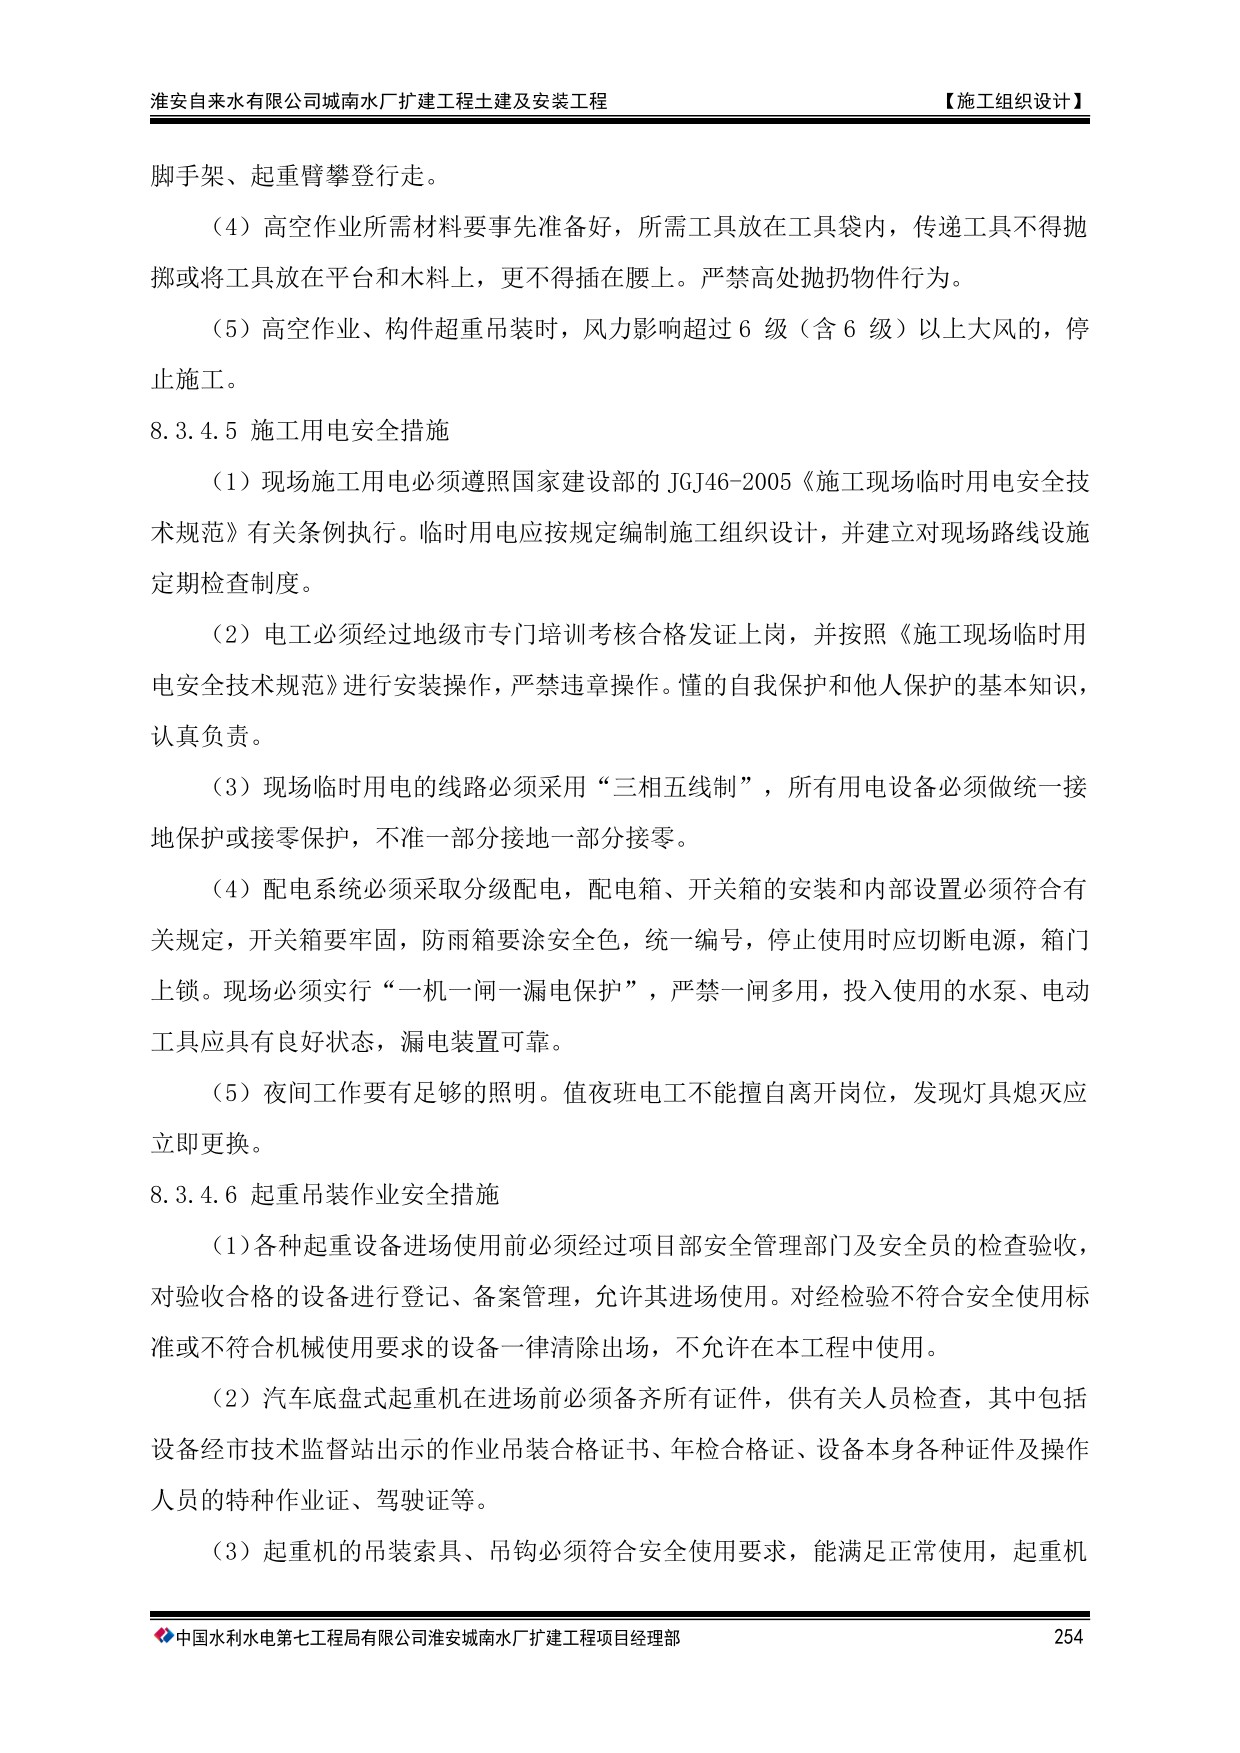 淮安自来水有限公司城南水厂扩建工程土建及安装工程 【施工组织设计】
脚手架、起重臂攀登行走。
（4）高空作业所需材料要事先准备好，所需工具放在工具袋内，传递工具不得抛
掷或将工具放在平台和木料上，更不得插在腰上。严禁高处抛扔物件行为。
（5）高空作业、构件超重吊装时，风力影响超过 6 级（含 6 级）以上大风的，停
止施工。
8.3.4.5 施工用电安全措施
（1）现场施工用电必须遵照国家建设部的 JGJ46-2005《施工现场临时用电安全技
术规范》有关条例执行。临时用电应按规定编制施工组织设计，并建立对现场路线设施
定期检查制度。
（2）电工必须经过地级市专门培训考核合格发证上岗，并按照《施工现场临时用
电安全技术规范》进行安装操作，严禁违章操作。懂的自我保护和他人保护的基本知识，
认真负责。
（3）现场临时用电的线路必须采用“三相五线制”，所有用电设备必须做统一接
地保护或接零保护，不准一部分接地一部分接零。
（4）配电系统必须采取分级配电，配电箱、开关箱的安装和内部设置必须符合有
关规定，开关箱要牢固，防雨箱要涂安全色，统一编号，停止使用时应切断电源，箱门
上锁。现场必须实行“一机一闸一漏电保护”，严禁一闸多用，投入使用的水泵、电动
工具应具有良好状态，漏电装置可靠。
（5）夜间工作要有足够的照明。值夜班电工不能擅自离开岗位，发现灯具熄灭应
立即更换。
8.3.4.6 起重吊装作业安全措施
（1）各种起重设备进场使用前必须经过项目部安全管理部门及安全员的检查验收，
对验收合格的设备进行登记、备案管理，允许其进场使用。对经检验不符合安全使用标
准或不符合机械使用要求的设备一律清除出场，不允许在本工程中使用。
（2）汽车底盘式起重机在进场前必须备齐所有证件，供有关人员检查，其中包括
设备经市技术监督站出示的作业吊装合格证书、年检合格证、设备本身各种证件及操作
人员的特种作业证、驾驶证等。
（3）起重机的吊装索具、吊钩必须符合安全使用要求，能满足正常使用，起重机
中国水利水电第七工程局有限公司淮安城南水厂扩建工程项目经理部 254